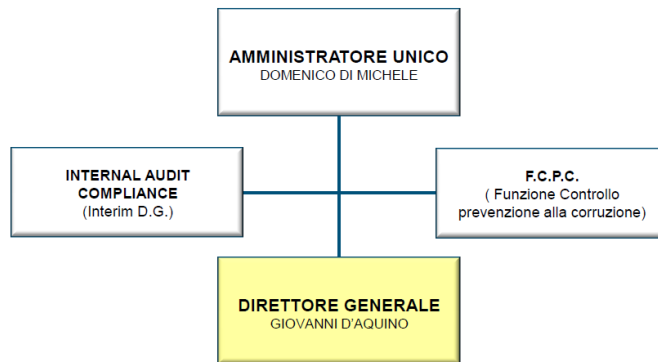 AMMINISTRATORE UNICO
DOMENICO DI MICHELE
INTERNAL AUDIT
COMPLIANCE
(Interim D.G.)
F.C.P.C.
( Funzione Controllo
prevenzione alla corruzione)
DIRETTORE GENERALE
GIOVANNI D'AQUINO